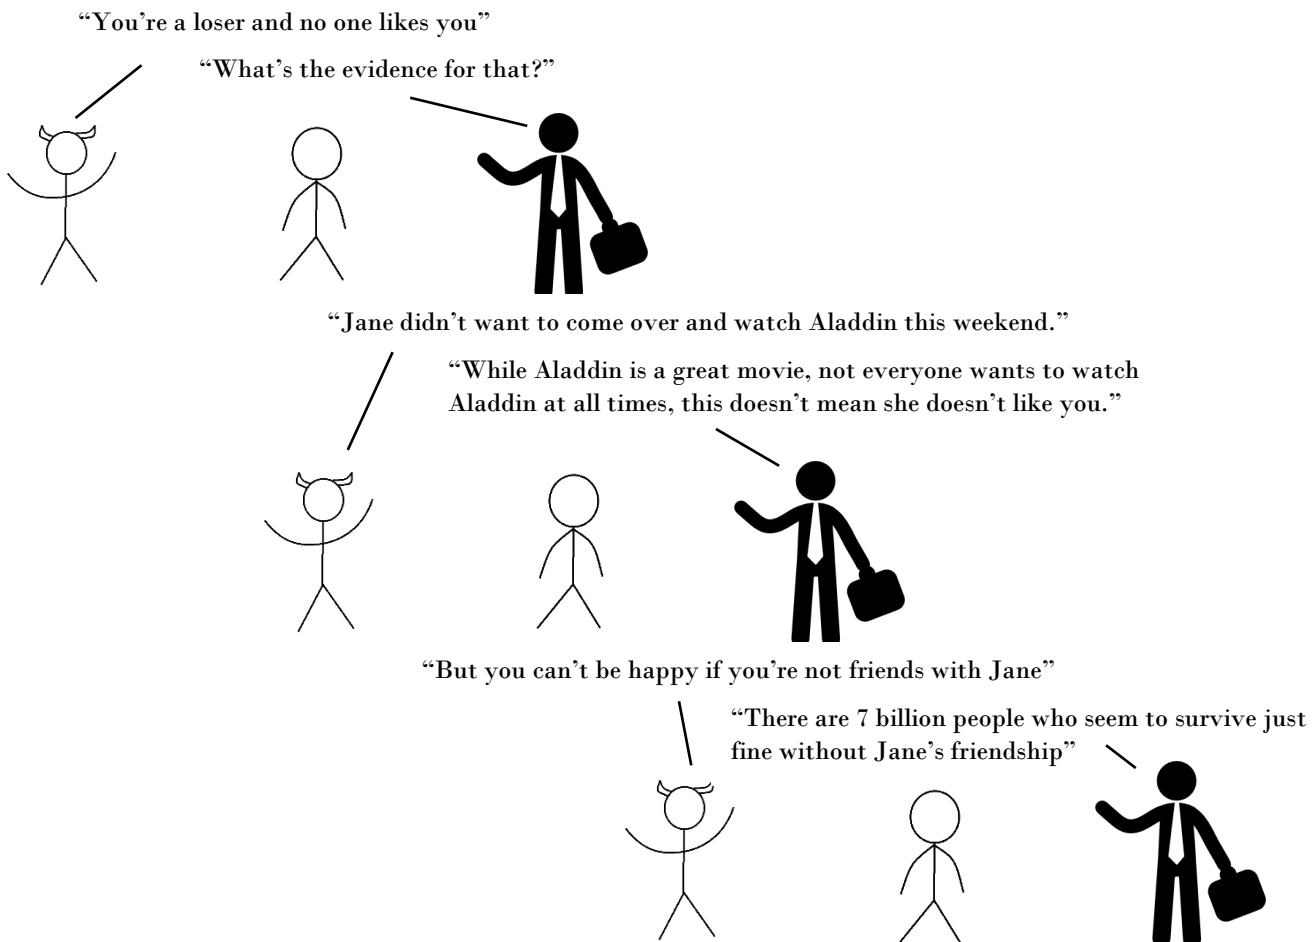 “You’re a loser and no one likes you”
“What’s the evidence for that?”
“Jane didn’t want to come over and watch Aladdin this weekend.”
“While Aladdin is a great movie, not everyone wants to watch
Aladdin at all times, this doesn’t mean she doesn’t like you.”
“But you can’t be happy if you’re not friends with Jane”
“There are 7 billion people who seem to survive just
fine without Jane’s friendship”